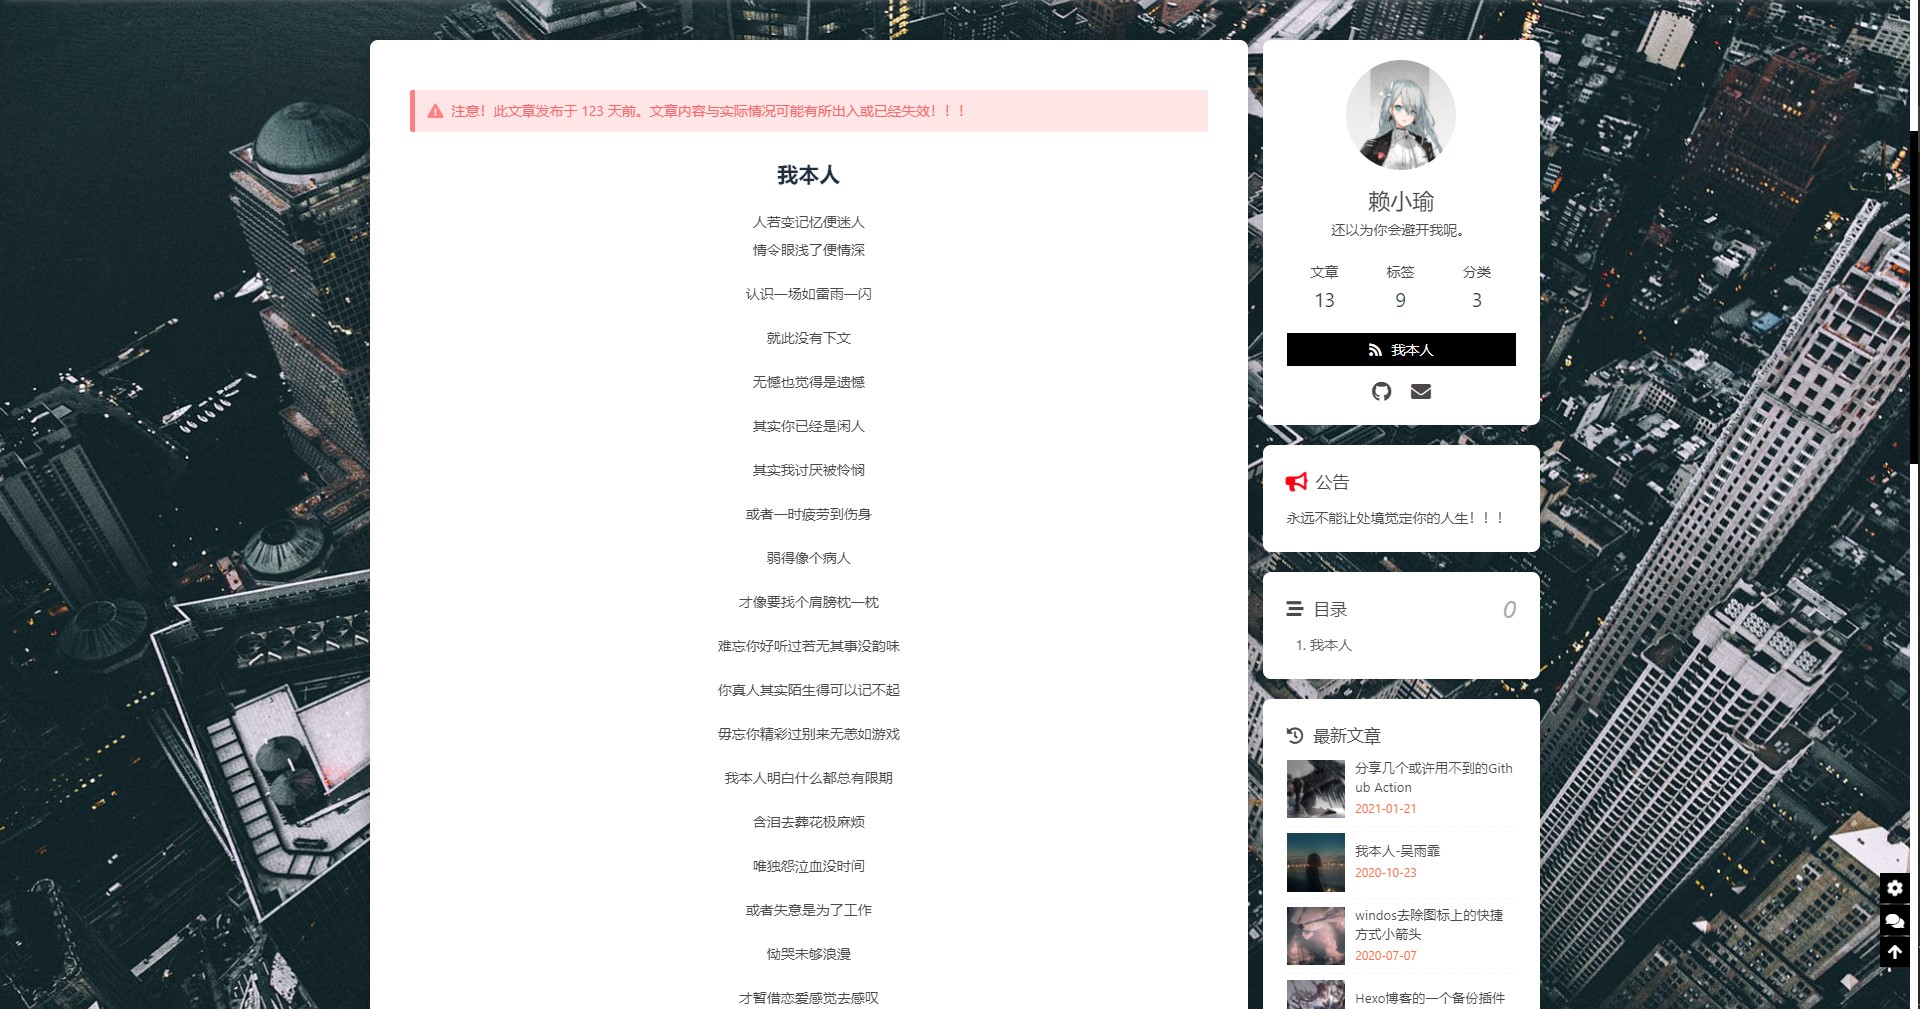 注意！此文章发布于 123 天前。文章内容与实际情况可能有所出入或已经失效！！！
我本人
人若变记忆便迷人
情令眼浅了便情深
认识一场如雷雨一闪
就此没有下文
无憾也觉得是遗憾
其实你已经是闲人
其实我讨厌被怜悯
或者一时疲劳到伤身
弱得像个病人
才像要找个肩膀枕一枕
难忘你好听过若无其事没韵味
你真人其实陌生得可以记不起
毋忘你精彩过别来无恙如游戏
我本人明白什么都总有限期
含泪去葬花极麻烦
唯独怨泣血没时间
或者失意是为了工作
恸哭未够浪漫
才暂借恋爱感觉去感叹
赖小瑜
还以为你会避开我呢。
文章
标签
分类
13
9
3
我本人
公告
永远不能让处境觉定你的人生！！！
目录
0
1. 我本人
最新文章
分享几个或许用不到的Gith
ub Action
2021-01-21
我本人-吴雨霏
2020-10-23
windos去除图标上的快捷
方式小箭头
2020-07-07
Hexo博客的一个备份插件